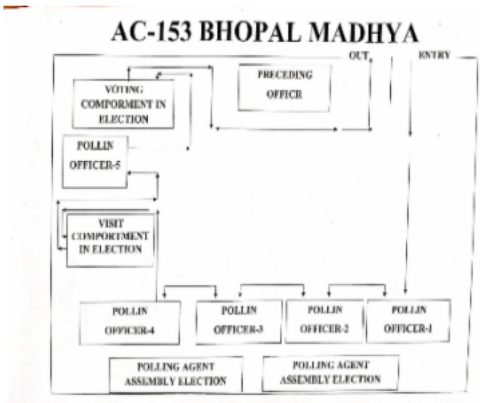 AC-153 BHOPAL MADHYA
OUT
ENTRY
VOTING
COMPORMENT IN
ELECTION
PRECEDING
OFFICR
POLLIN
OFFICER-5
VISIT
COMPORTMENT
IN ELECTION
POLLIN
OFFICER-4
POLLIN
OFFICER-3
POLLIN
OFFICER-2
POLLIN
OFFICER-1
POLLING AGENT
ASSEMBLY ELECTION
POLLING AGENT
ASSEMBLY ELECTION